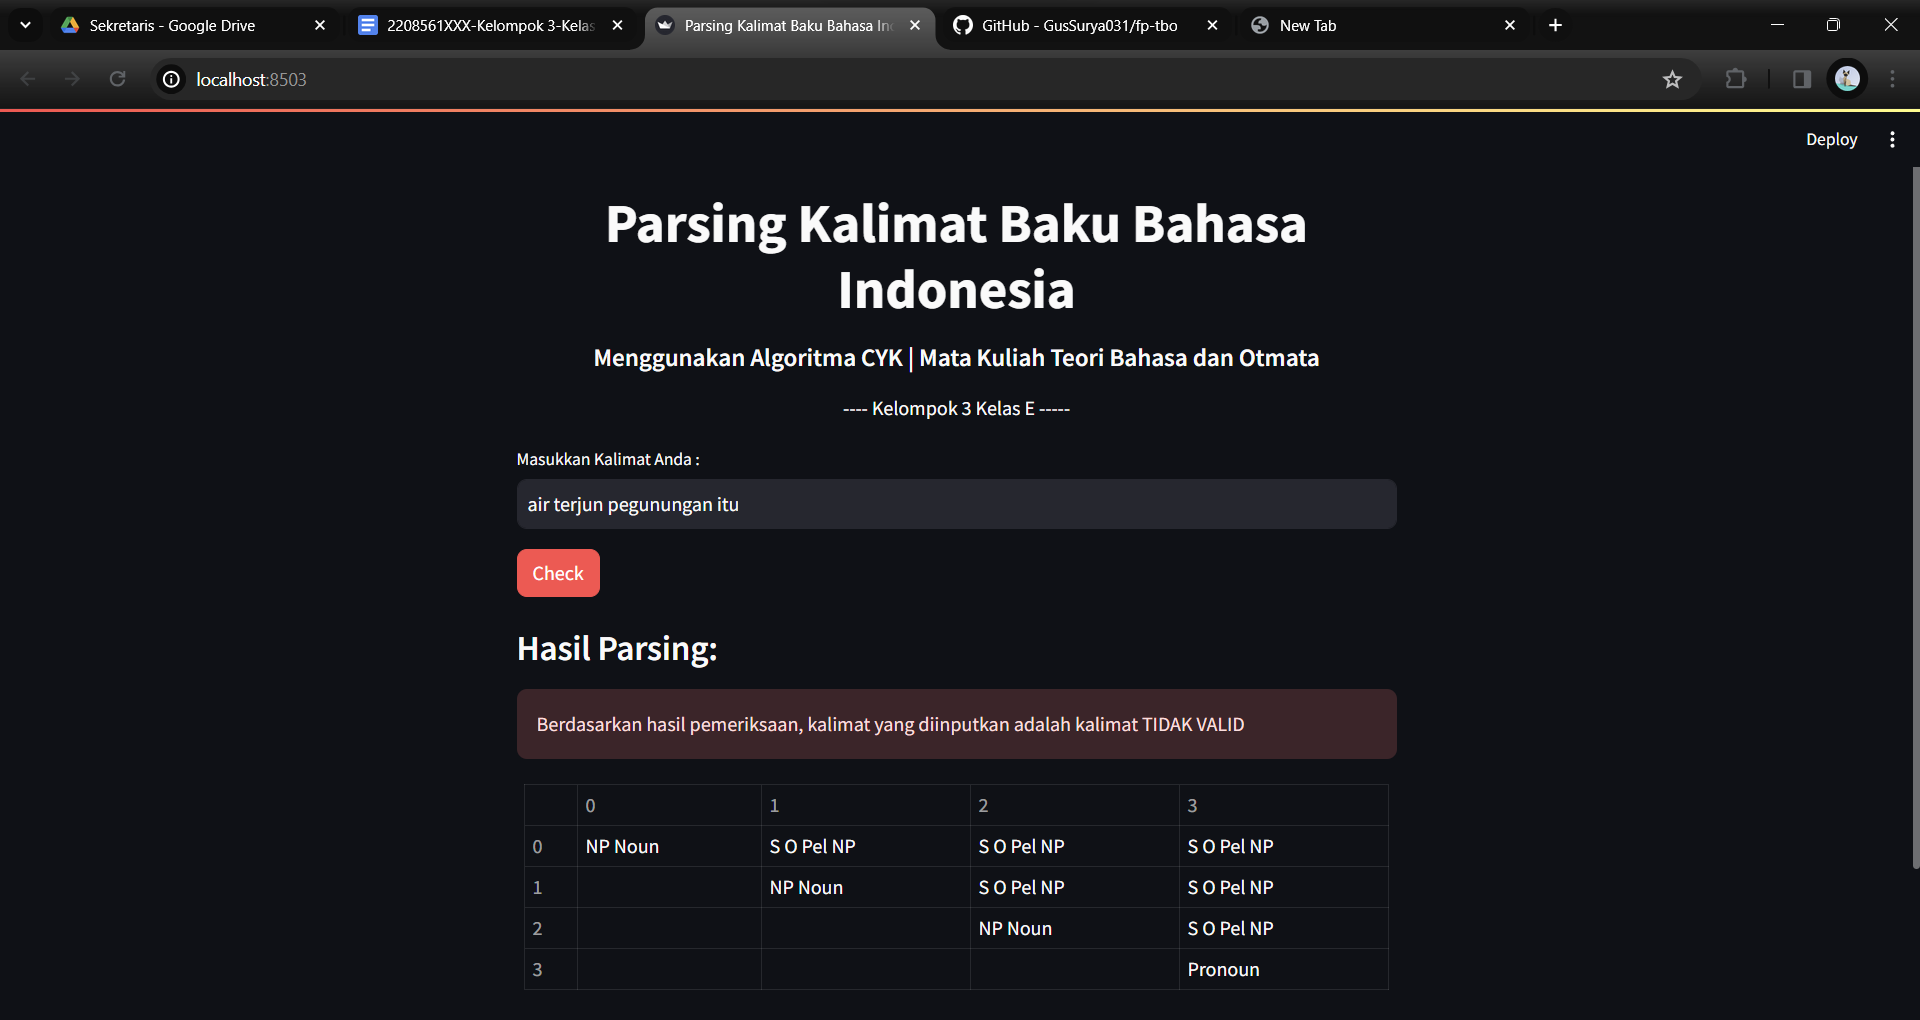 Sekretaris - Google Drive
2208561XXX-Kelompok 3-Kelas
Parsing Kalimat Baku Bahasa In
GitHub - GusSurya031/fp-tbo
New Tab
localhost:8503
Deploy
Parsing Kalimat Baku Bahasa
Indonesia
Menggunakan Algoritma CYK | Mata Kuliah Teori Bahasa dan Otmata
---- Kelompok 3 Kelas E -----
Masukkan Kalimat Anda :
air terjun pegunungan itu
Check
Hasil Parsing:
Berdasarkan hasil pemeriksaan, kalimat yang diinputkan adalah kalimat TIDAK VALID
0 1 2 3
0 NP Noun S O Pel NP S O Pel NP S O Pel NP
1 NP Noun S O Pel NP S O Pel NP
2 NP Noun S O Pel NP
3 Pronoun